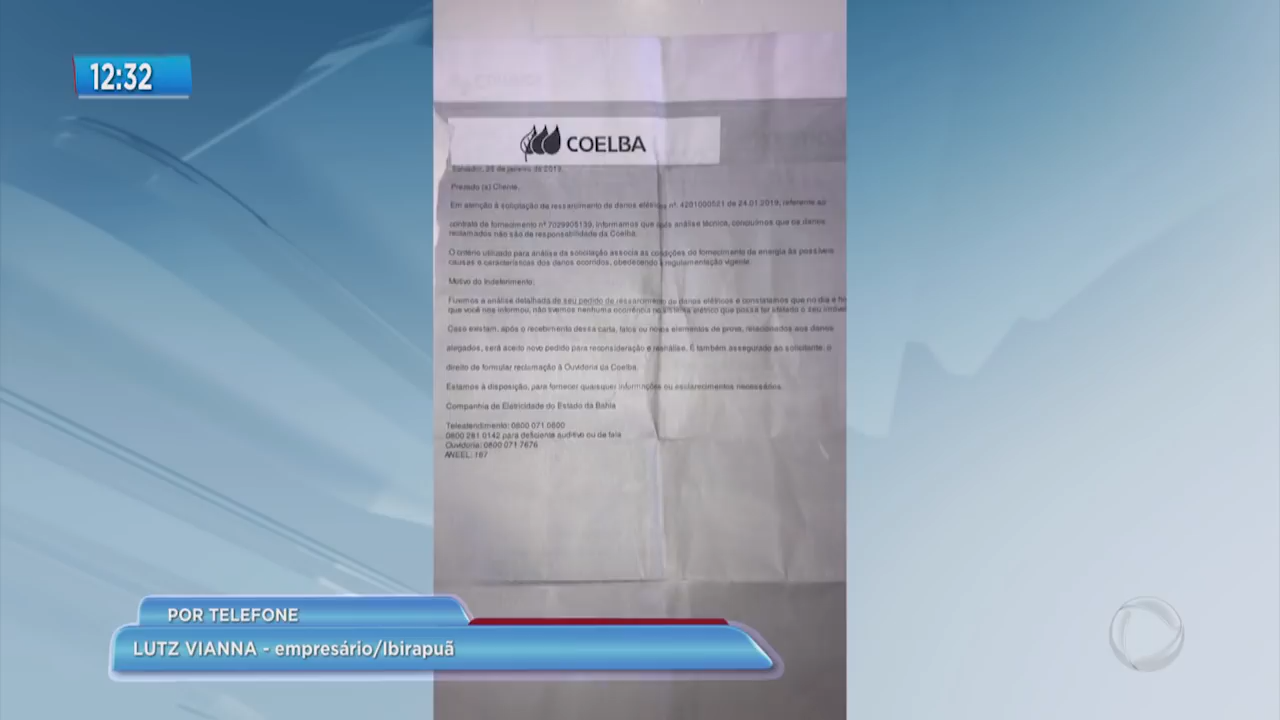 12:32
COELBA
Salvador, 25 de janeiro de 2019.
Prezado (a) Cliente,
Em atenção à solicitação de ressarcimento de danos elétricos nº. 4201000521 de 24.01.2019, referente ao
contrato de fornecimento nº 7029905139, informamos que após análise técnica, concluímos que os danos
reclamados não são de responsabilidade da Coelba.
O critério utilizado para análise da solicitação associa as condições do fornecimento de energia às possíveis
causas e características dos danos ocorridos, obedecendo à regulamentação vigente.
Motivo do Indeferimento:
Fizemos a análise detalhada de seu pedido de ressarcimento de danos elétricos e constatamos que no dia e
que você nos informou, não tivemos nenhuma ocorrência no sistema elétrico que possa ter afetado o seu imóvel
Caso existam, após o recebimento dessa carta, fatos ou novos elementos de prova, relacionados aos danos
alegados, será aceito novo pedido para reconsideração e reanálise. É também assegurado ao solicitante, o
direito de formular reclamação à Ouvidoria da Coelba.
Estamos à disposição, para fornecer quaisquer informações ou esclarecimentos necessários.
Companhia de Eletricidade do Estado da Bahia
Teleatendimento: 0800 071 0800
0800 281 0142 para deficiente auditivo ou de fala
Ouvidoria: 0800 071 7676
ANEEL: 167
POR TELEFONE
LUTZ VIANNA - empresário/Ibirapuã